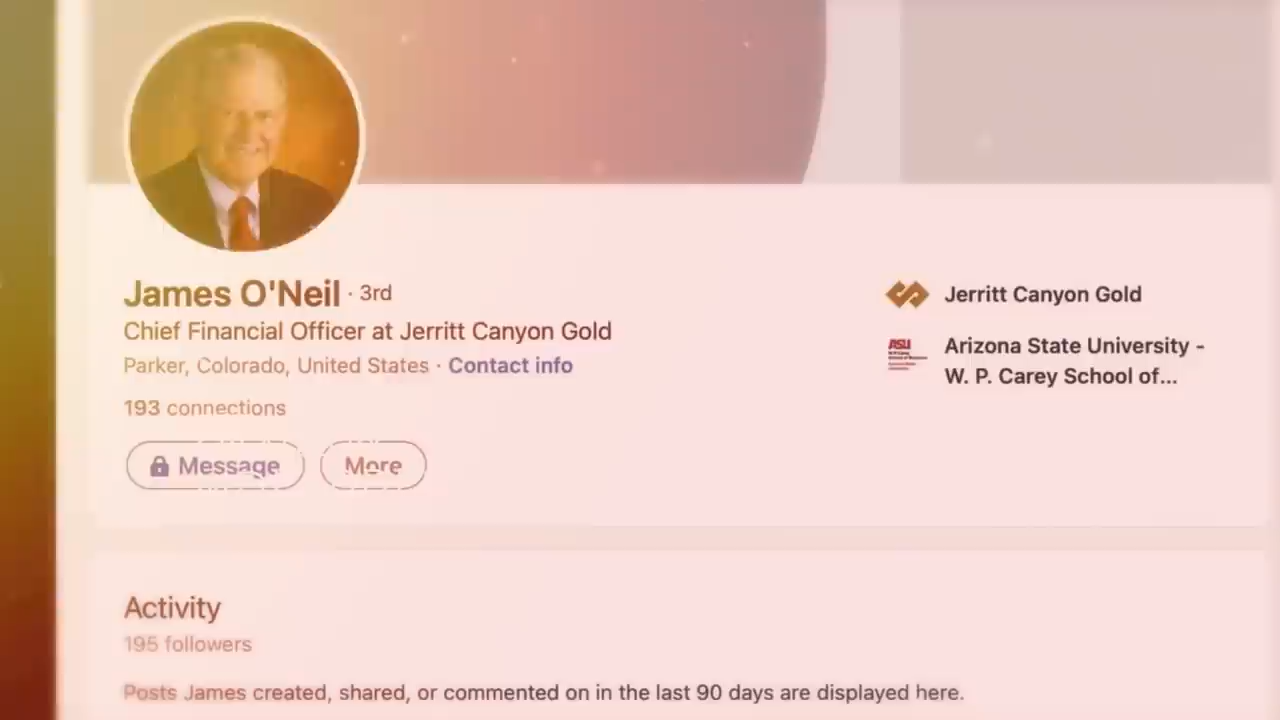 James O'Neil · 3rd
Chief Financial Officer at Jerritt Canyon Gold
Parker, Colorado, United States · Contact info
193 connections
Message
More
Jerritt Canyon Gold
ASU
Arizona State University -
W. P. Carey School of...
Activity
195 followers
Posts James created, shared, or commented on in the last 90 days are displayed here.